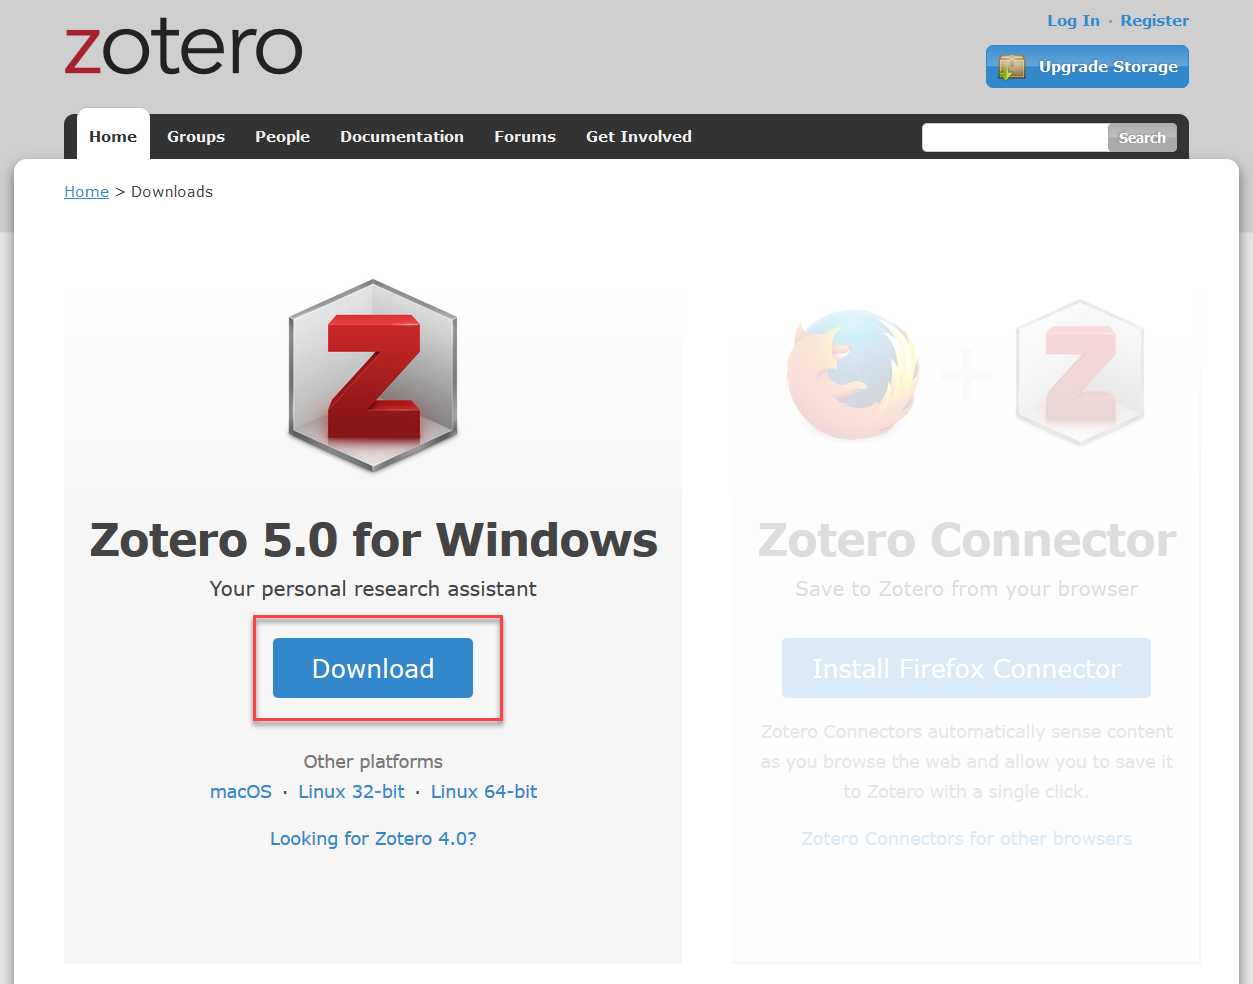 zotero
Log In · Register
Upgrade Storage
Home Groups People Documentation Forums Get Involved
Search
Home > Downloads
Z
Z
Zotero 5.0 for Windows
Your personal research assistant
Download
Other platforms
macOS · Linux 32-bit · Linux 64-bit
Looking for Zotero 4.0?
+
Zotero Connector
Save to Zotero from your browser
Install Firefox Connector
Zotero Connectors automatically sense content
as you browse the web and allow you to save it
to Zotero with a single click.
Zotero Connectors for other browsers